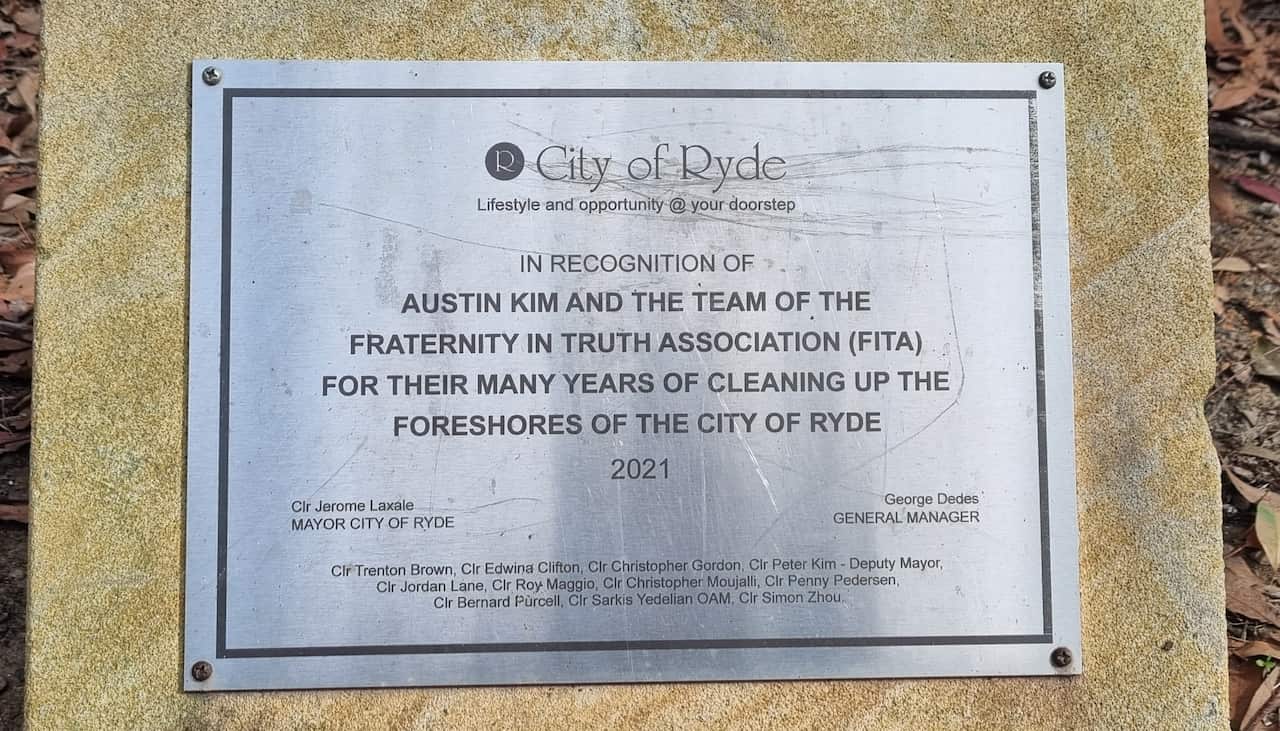 R City of Ryde
Lifestyle and opportunity @ your doorstep
IN RECOGNITION OF
AUSTIN KIM AND THE TEAM OF THE
FRATERNITY IN TRUTH ASSOCIATION (FITA)
FOR THEIR MANY YEARS OF CLEANING UP THE
FORESHORES OF THE CITY OF RYDE
2021
Clr Jerome Laxale
MAYOR CITY OF RYDE
George Dedes
GENERAL MANAGER
Clr Trenton Brown, Clr Edwina Clifton, Clr Christopher Gordon, Clr Peter Kim - Deputy Mayor,
Clr Jordan Lane, Clr Roy Maggio, Clr Christopher Moujalli, Clr Penny Pedersen,
Clr Bernard Purcell, Clr Sarkis Yedelian OAM, Clr Simon Zhou.